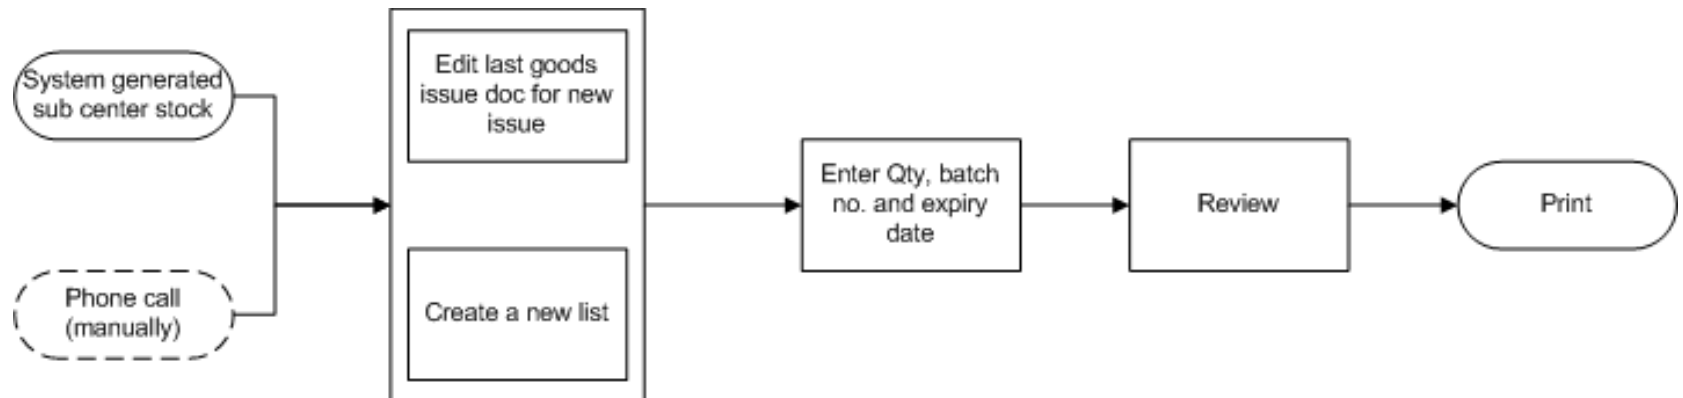 System generated
sub center stock
Phone call
(manually)
Edit last goods
issue doc for new
issue
Create a new list
Enter Qty, batch
no. and expiry
date
Review
Print